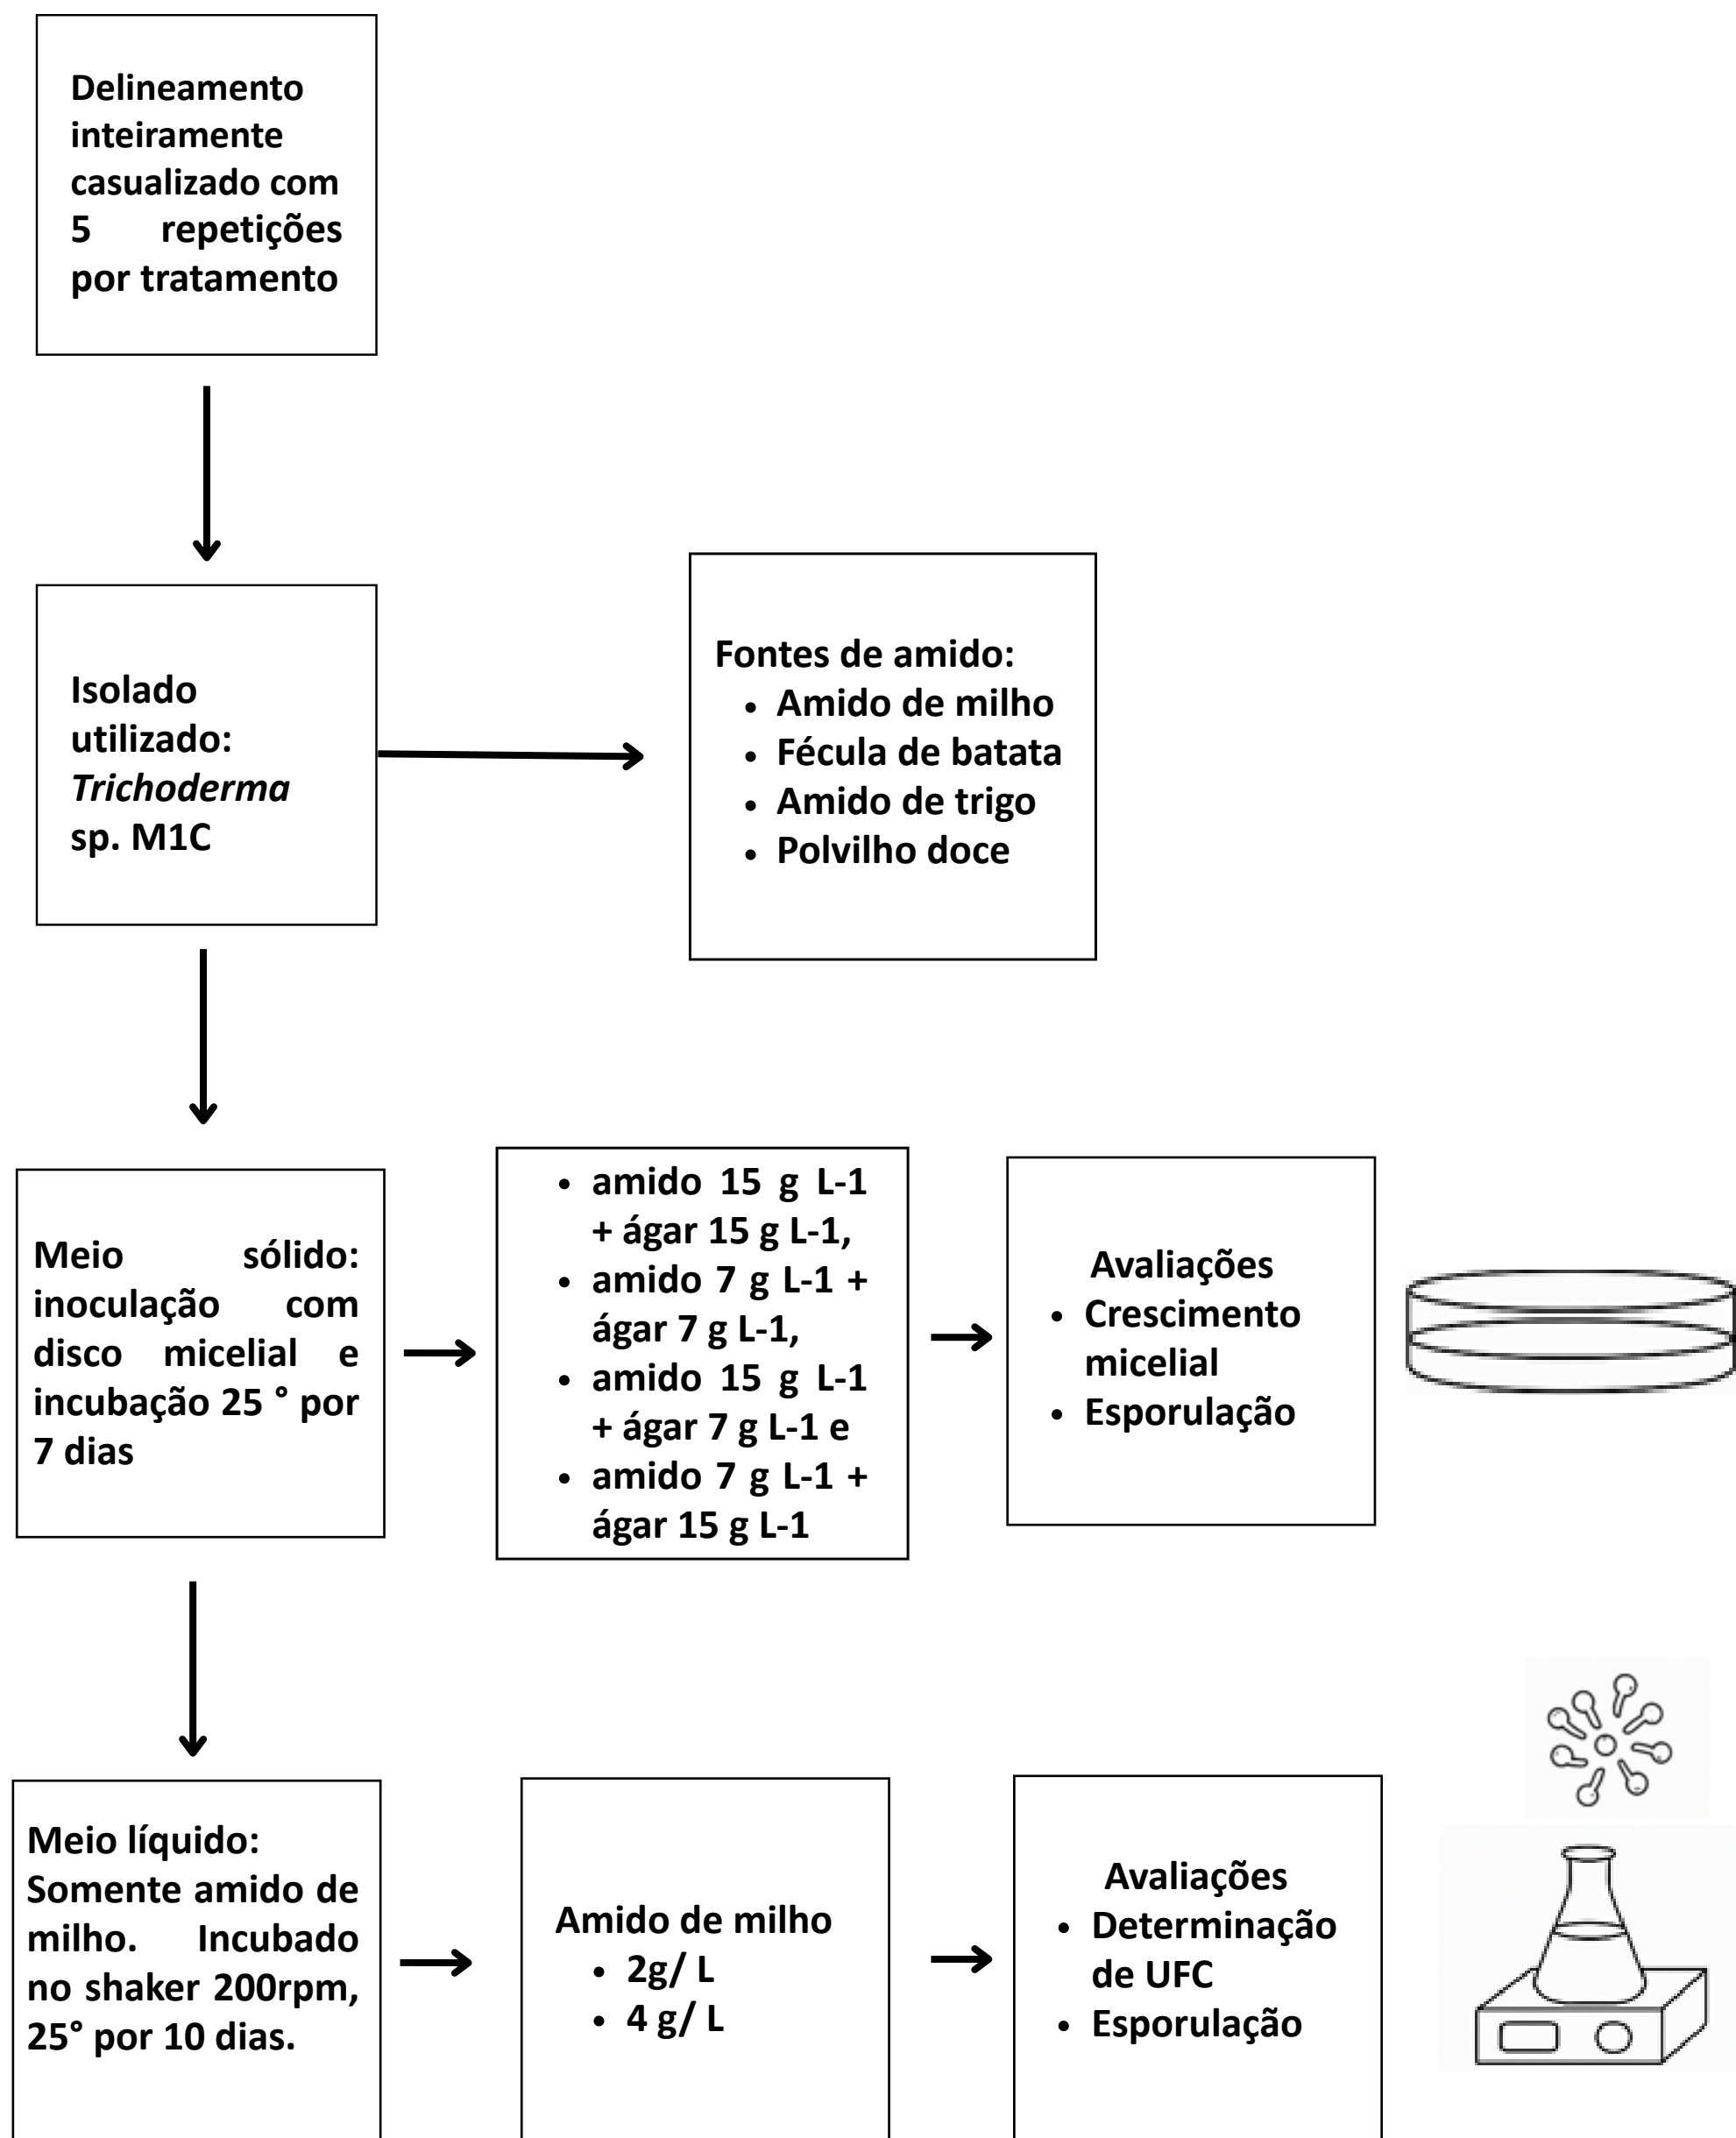 Delineamento
inteiramente
casualizado com
5 repetições
por tratamento
Isolado
utilizado:
Trichoderma
sp. M1C
Fontes de amido:
• Amido de milho
• Fécula de batata
• Amido de trigo
• Polvilho doce
Meio sólido:
inoculação com
disco micelial e
incubação 25 ° por
7 dias
• amido 15 g L-1
+ ágar 15 g L-1,
• amido 7 g L-1 +
ágar 7 g L-1,
• amido 15 g L-1
+ ágar 7 g L-1 e
• amido 7 g L-1 +
ágar 15 g L-1
Avaliações
• Crescimento
micelial
• Esporulação
Meio líquido:
Somente amido de
milho. Incubado
no shaker 200rpm,
25° por 10 dias.
Amido de milho
• 2g/ L
• 4 g/ L
Avaliações
• Determinação
de UFC
• Esporulação